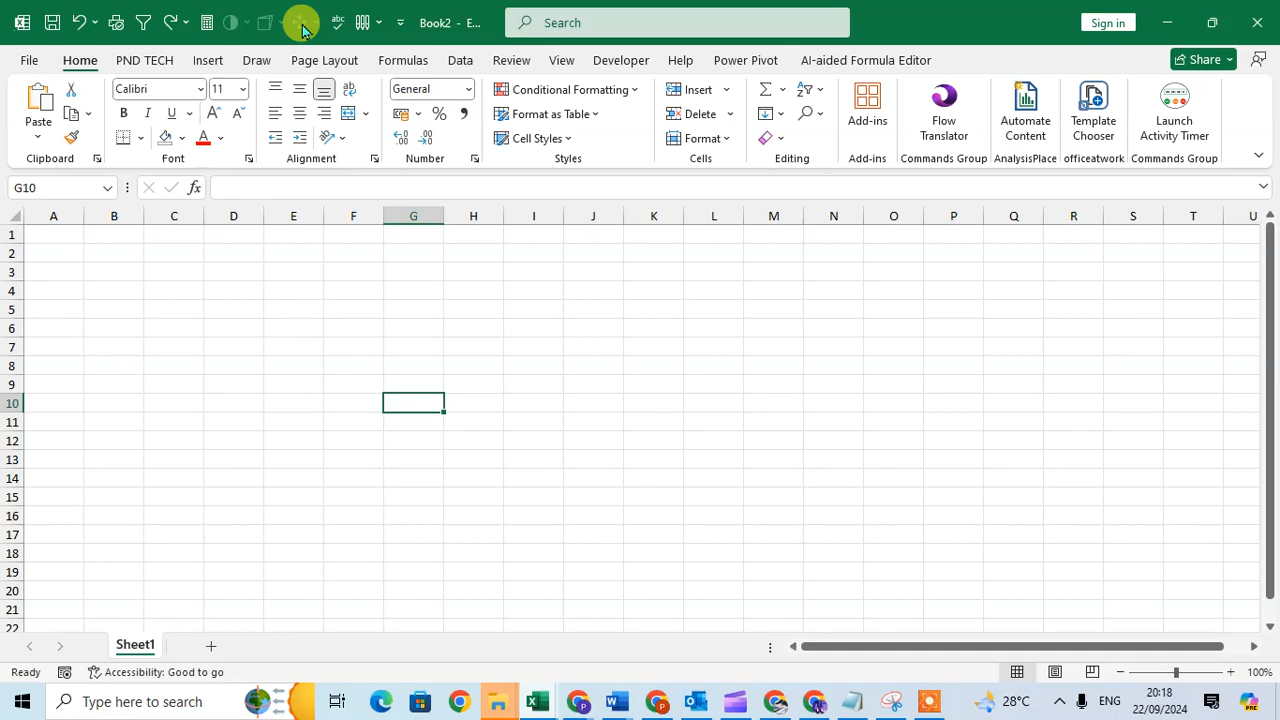 Book2 - E...
Search
Sign in
File Home PND TECH Insert Draw Page Layout Formulas Data Review View Developer Help Power Pivot AI-aided Formula Editor Share
Paste
Calibri 11
B I U
A A
ab
General
% ,
Conditional Formatting
Format as Table
Cell Styles
Insert
Delete
Format
Add-ins
Flow Translator
Automate Content
Template Chooser
Launch Activity Timer
Clipboard Font Alignment Number Styles Cells Editing Add-ins Commands Group AnalysisPlace officeatwork Commands Group
G10 fx
A B C D E F G H I J K L M N O P Q R S T U
1
2
3
4
5
6
7
8
9
10
11
12
13
14
15
16
17
18
19
20
21
22
Sheet1
Ready Accessibility: Good to go 100%
Type here to search 28°C ENG 20:18
22/09/2024